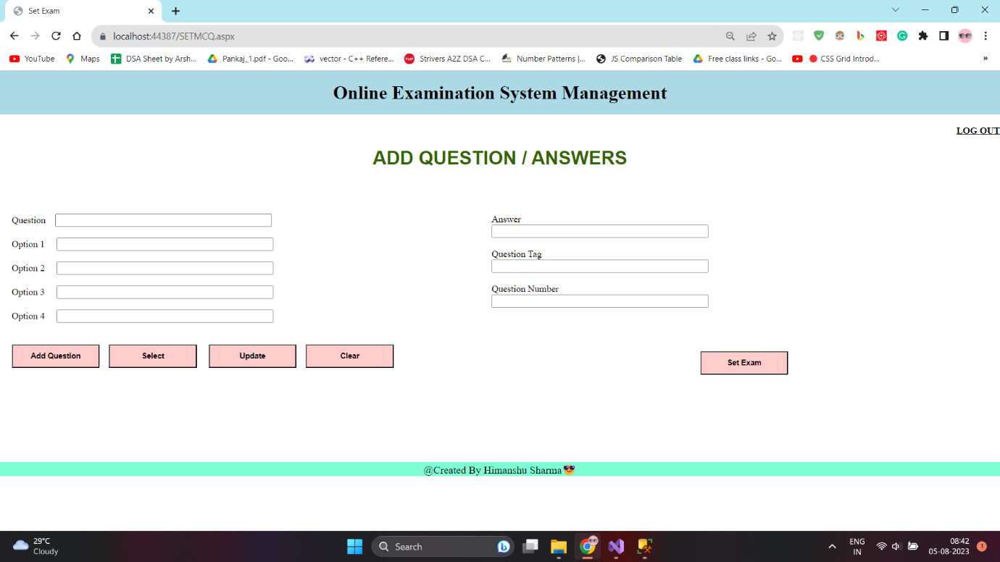 Set Exam
localhost:44387/SETMCQ.aspx
YouTube Maps DSA Sheet by Arsh... Pankaj_1.pdf - Goo... vector - C++ Refere... Strivers A2Z DSA C... Number Patterns |... JS Comparison Table Free class links - Go... CSS Grid Introd... »
Online Examination System Management
LOG OUT
ADD QUESTION / ANSWERS
Question
Option 1
Option 2
Option 3
Option 4
Answer
Question Tag
Question Number
Add Question Select Update Clear
Set Exam
@Created By Himanshu Sharma😎
29°C
Cloudy
Search
ENG
IN
08:42
05-08-2023
1